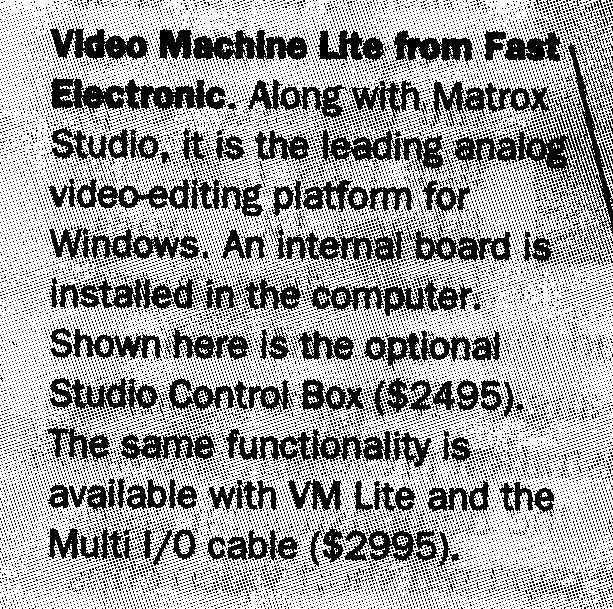 Video Machine Lite from Fast
Electronic. Along with Matrox
Studio, it is the leading analog
video-editing platform for
Windows. An internal board is
installed in the computer.
Shown here is the optional
Studio Control Box ($2495).
The same functionality is
available with VM Lite and the
Multi I/O cable ($2995).